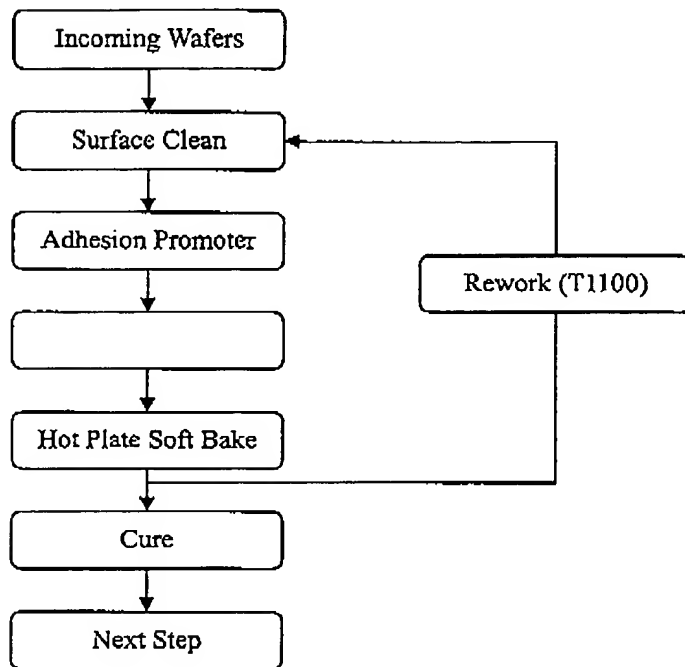 Incoming Wafers
Surface Clean
Adhesion Promoter
Rework (T1100)
Hot Plate Soft Bake
Cure
Next Step